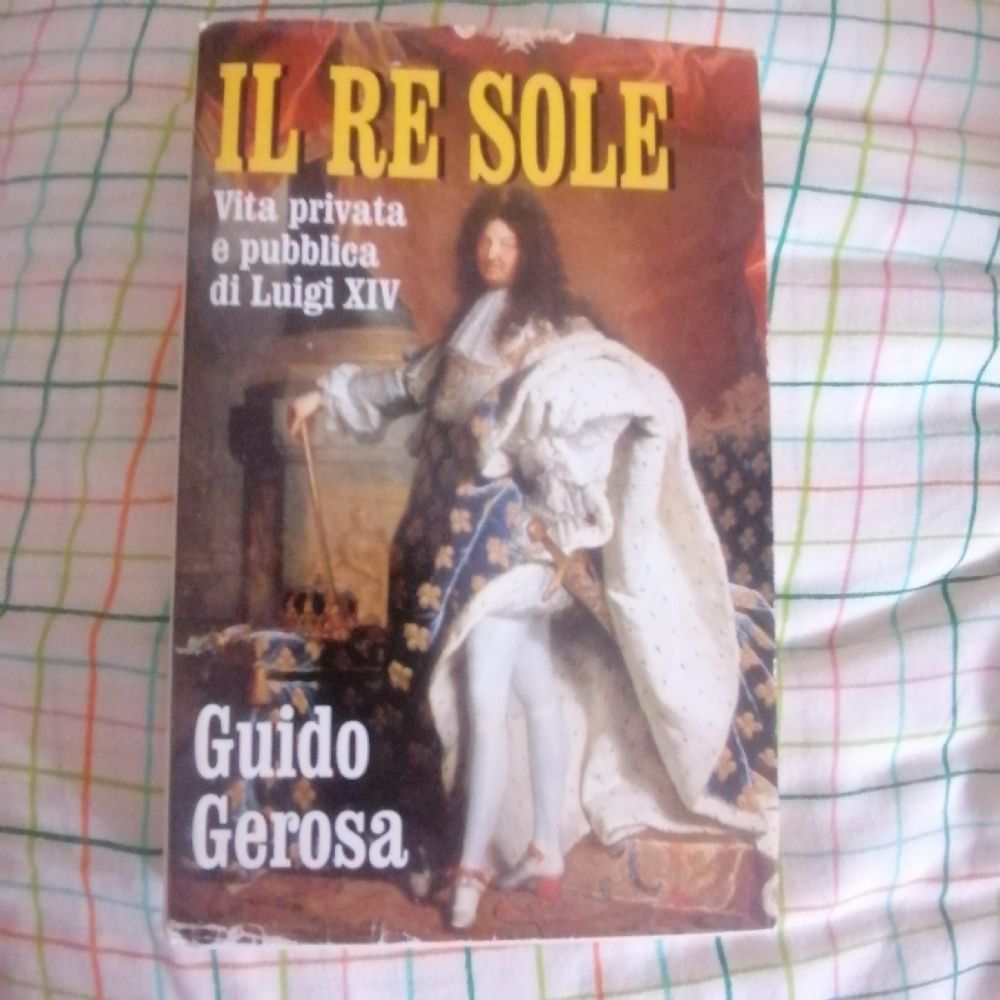 IL RE SOLE
Vita privata
e pubblica
di Luigi XIV
Guido
Gerosa